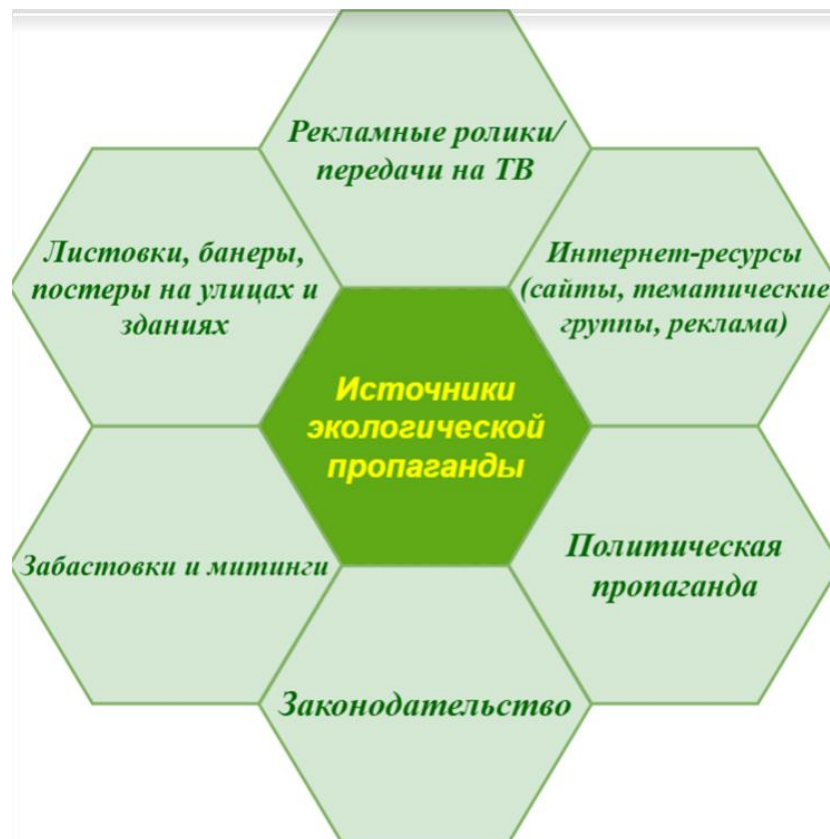 Рекламные ролики/
передачи на ТВ
Листовки, банеры,
постеры на улицах и
зданиях
Интернет-ресурсы
(сайты, тематические
группы, реклама)
Источники
экологической
пропаганды
Забастовки и митинги
Политическая
пропаганда
Законодательство